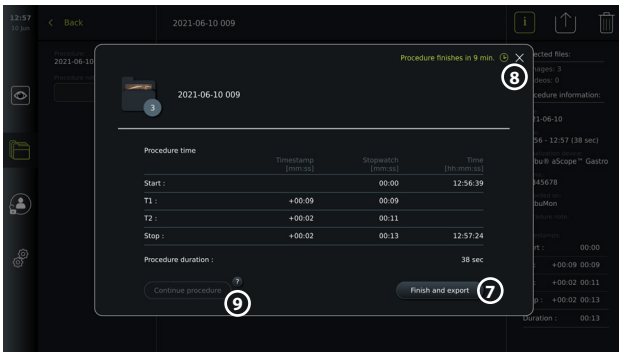 12:57
10 Jun
Back
2021-06-10 009
i
Procedure
2021-06-10
Procedure finishes in 9 min.
8
3
2021-06-10 009
Procedure time
Timestamp
[mm:ss]
Stopwatch
[mm:ss]
Time
[hh:mm:ss]
Start :
00:00
12:56:39
T1 :
+00:09
00:09
T2 :
+00:02
00:11
Stop :
+00:02
00:13
12:57:24
Procedure duration :
38 sec
Continue procedure
?
9
Finish and export
7
ected files:
ages: 3
deos: 0
cedure information:
21-06-10
56 - 12:57 (38 sec)
bu® aScope™ Gastro
345678
buMon
rt :
00:00
+00:09 00:09
+00:02 00:11
p :
+00:02 00:13
Duration :
00:13